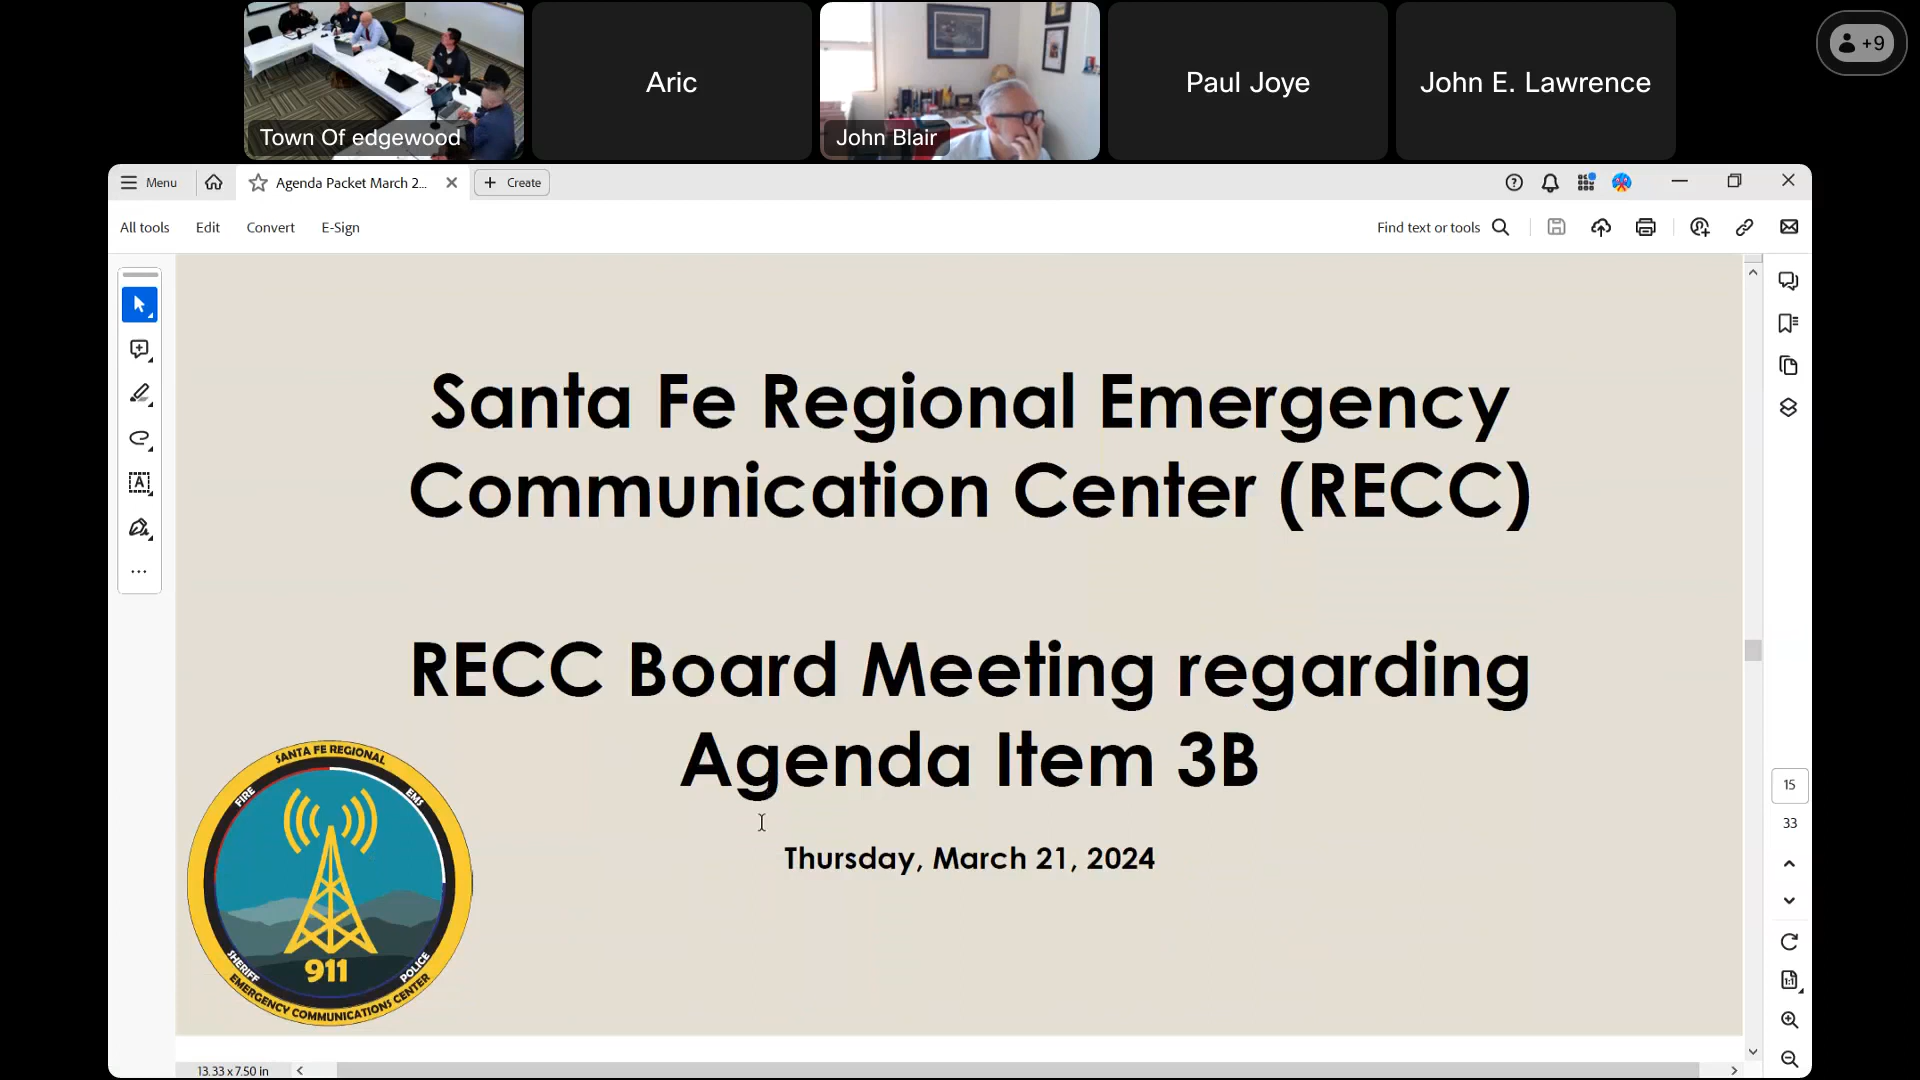 Town Of edgewood
Aric
John Blair
Paul Joye
John E. Lawrence
+9
Menu
Agenda Packet March 2...
Create
All tools
Edit
Convert
E-Sign
Find text or tools
Santa Fe Regional Emergency
Communication Center (RECC)
RECC Board Meeting regarding
Agenda Item 3B
Thursday, March 21, 2024
SANTA FE REGIONAL
FIRE
EMS
SHERIFF
911
POLICE
EMERGENCY COMMUNICATIONS CENTER
15
33
13.33 x 7.50 in